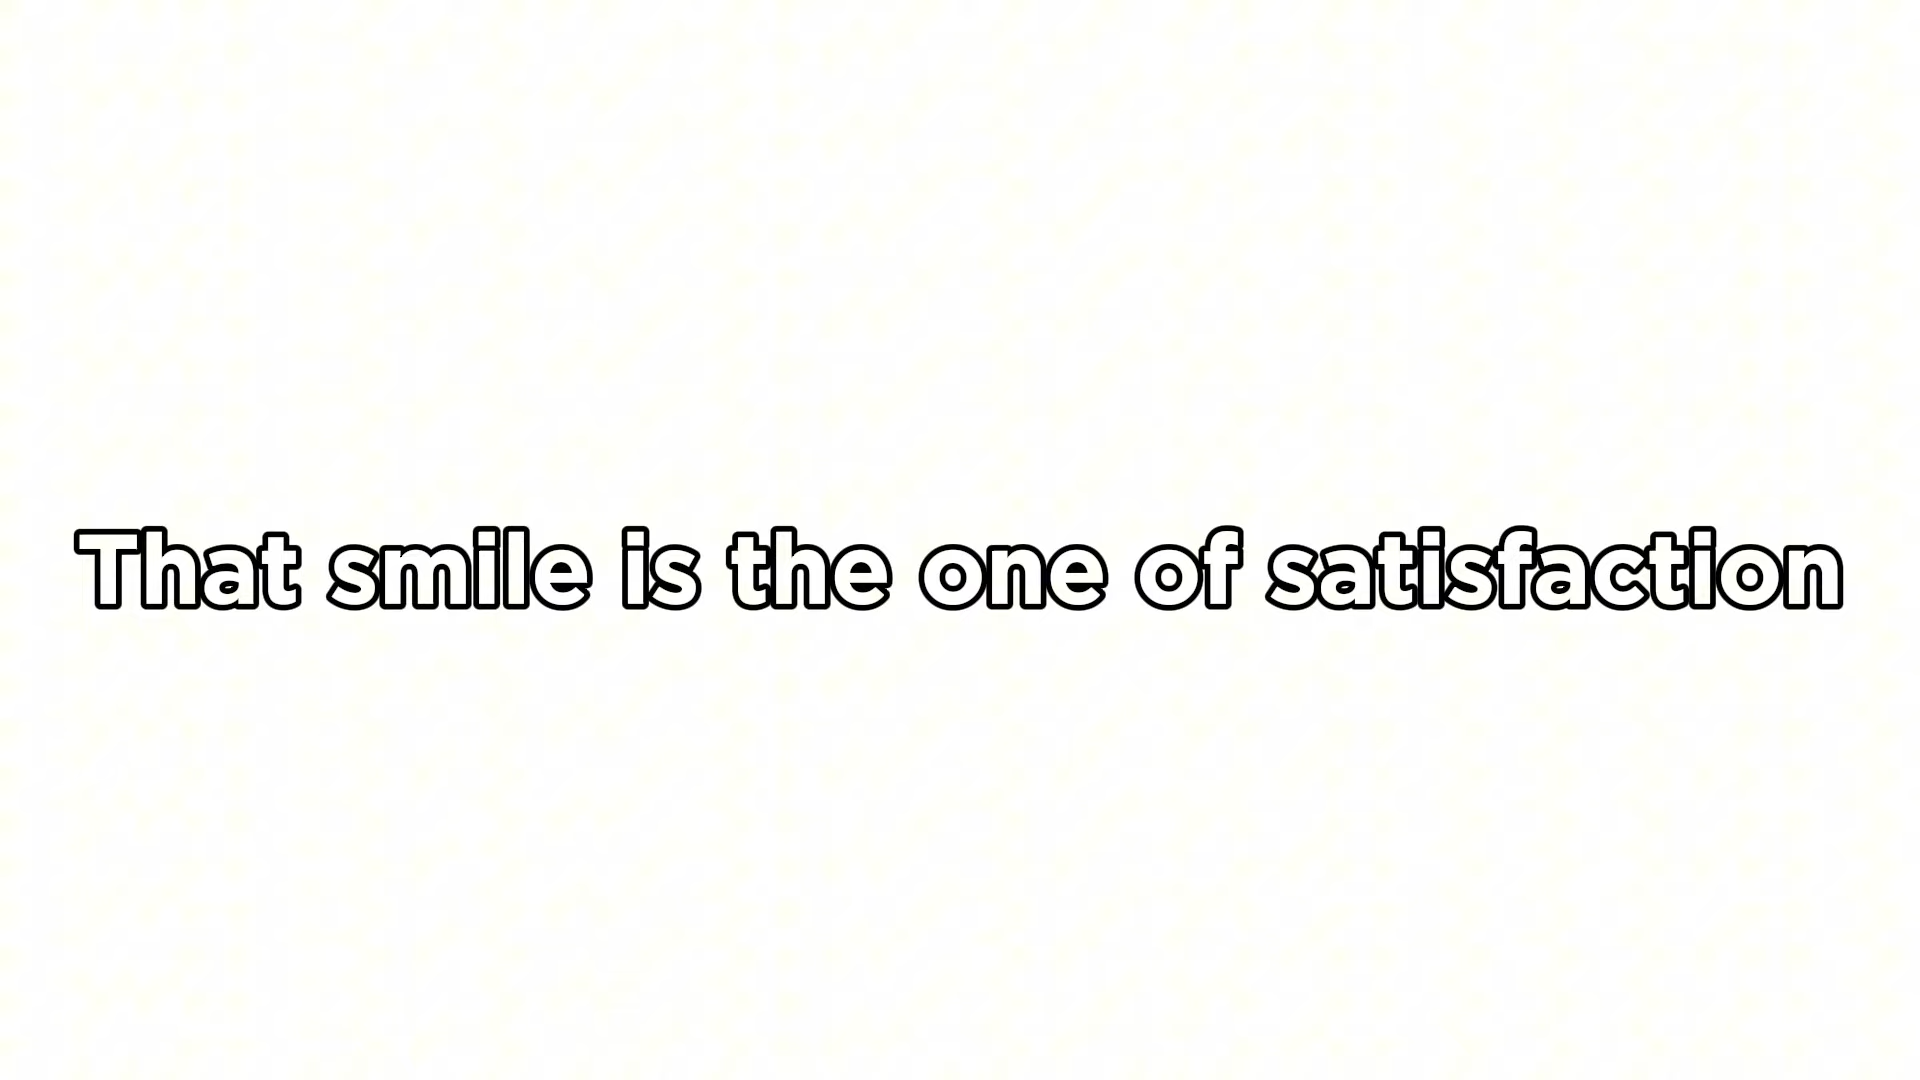 That smile is the one of satisfaction